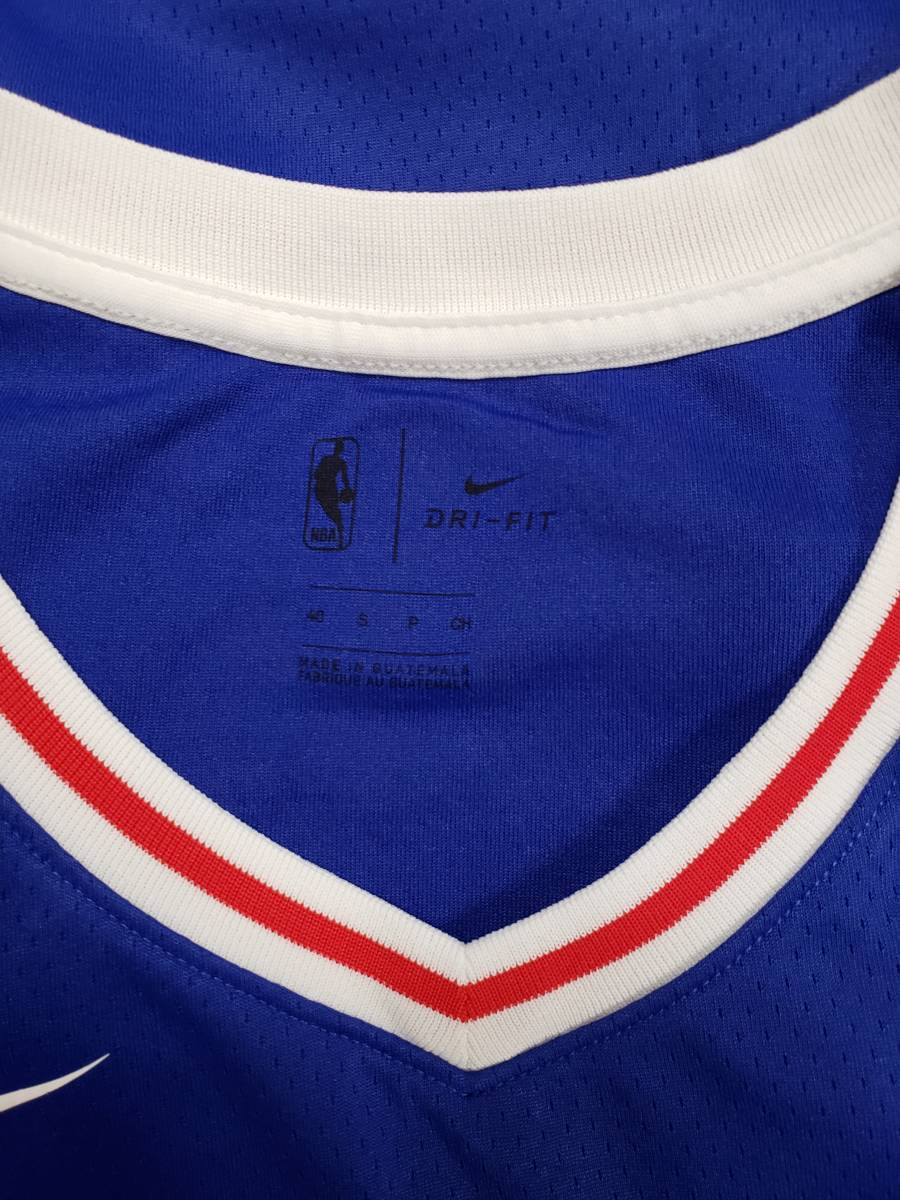 NBA
DRI-FIT
40 S P CH
MADE IN GUATEMALA
FABRIQUE AU GUATEMALA